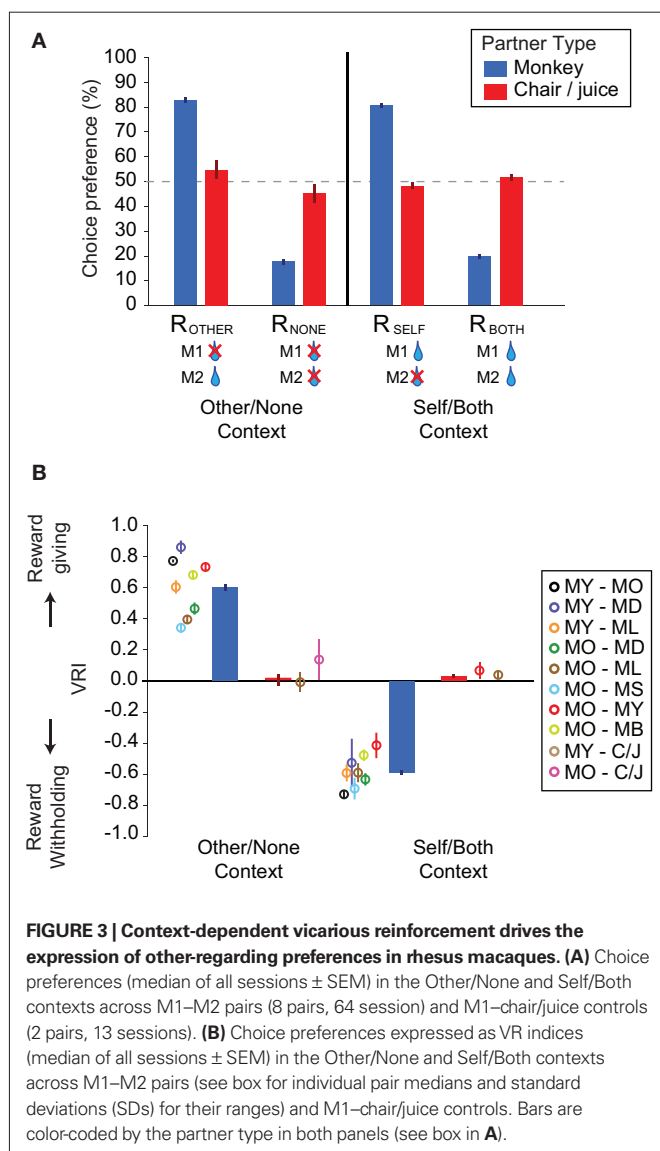 A
Partner Type
Monkey
Chair / juice
Choice preference (%)
100
90
80
70
60
50
40
30
20
10
0
R OTHER R NONE R SELF R BOTH
M1 M1 M1 M1
M2 M2 M2 M2
Other/None Self/Both
Context Context
B
Reward giving
VRI
Reward Withholding
1.0
0.8
0.6
0.4
0.2
0.0
-0.2
-0.4
-0.6
-0.8
-1.0
MY - MO
MY - MD
MY - ML
MO - MD
MO - ML
MO - MS
MO - MY
MO - MB
MY - C/J
MO - C/J
Other/None Self/Both
Context Context
FIGURE 3 | Context-dependent vicarious reinforcement drives the
expression of other-regarding preferences in rhesus macaques. (A) Choice
preferences (median of all sessions ± SEM) in the Other/None and Self/Both
contexts across M1–M2 pairs (8 pairs, 64 session) and M1–chair/juice controls
(2 pairs, 13 sessions). (B) Choice preferences expressed as VR indices
(median of all sessions ± SEM) in the Other/None and Self/Both contexts
across M1–M2 pairs (see box for individual pair medians and standard
deviations (SDs) for their ranges) and M1–chair/juice controls. Bars are
color-coded by the partner type in both panels (see box in A).